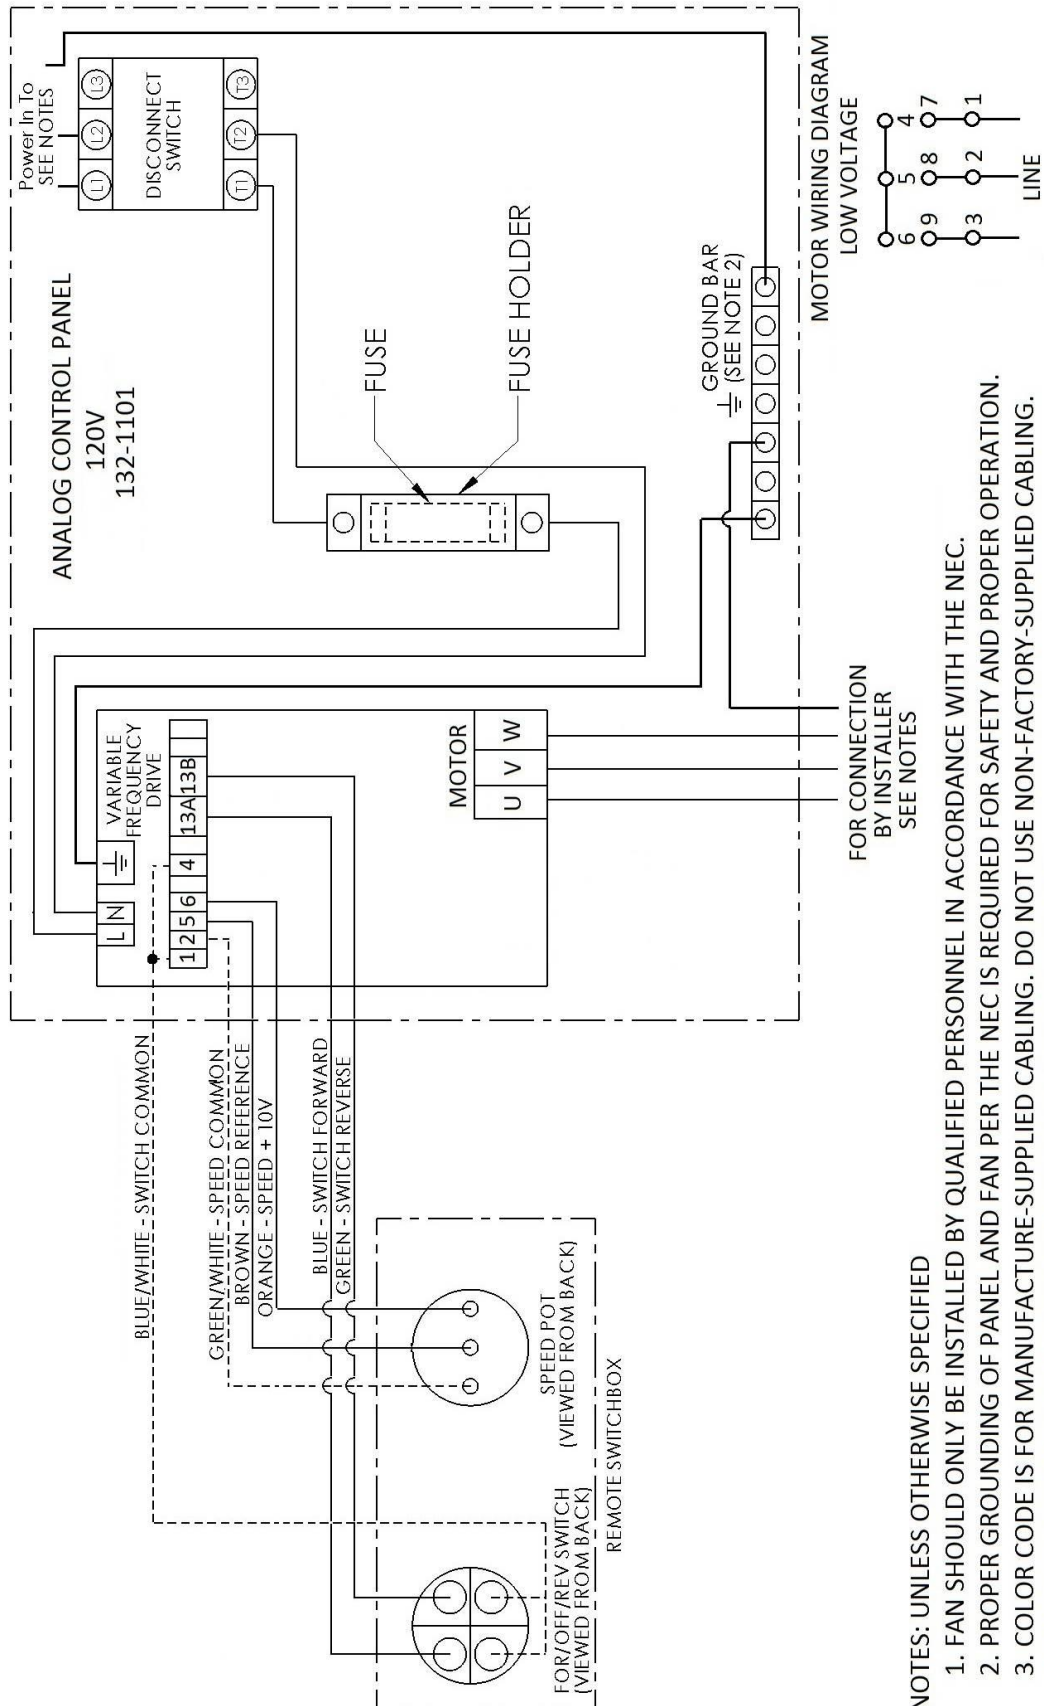 ANALOG CONTROL PANEL
120V
132-1101
Power In To
SEE NOTES
L1 L2 L3
DISCONNECT
SWITCH
T1 T2 T3
FUSE
FUSE HOLDER
GROUND BAR
(SEE NOTE 2)
L N
VARIABLE
FREQUENCY
DRIVE
1 2 5 6 4 13A 13B
MOTOR
U V W
FOR CONNECTION
BY INSTALLER
SEE NOTES
MOTOR WIRING DIAGRAM
LOW VOLTAGE
6 5 4
9 8 7
3 2 1
LINE
BLUE/WHITE - SWITCH COMMON
GREEN/WHITE - SPEED COMMON
BROWN - SPEED REFERENCE
ORANGE - SPEED + 10V
BLUE - SWITCH FORWARD
GREEN - SWITCH REVERSE
SPEED POT
(VIEWED FROM BACK)
FOR/OFF/REV SWITCH
(VIEWED FROM BACK)
REMOTE SWITCHBOX
NOTES: UNLESS OTHERWISE SPECIFIED
1. FAN SHOULD ONLY BE INSTALLED BY QUALIFIED PERSONNEL IN ACCORDANCE WITH THE NEC.
2. PROPER GROUNDING OF PANEL AND FAN PER THE NEC IS REQUIRED FOR SAFETY AND PROPER OPERATION.
3. COLOR CODE IS FOR MANUFACTURE-SUPPLIED CABLING. DO NOT USE NON-FACTORY-SUPPLIED CABLING.